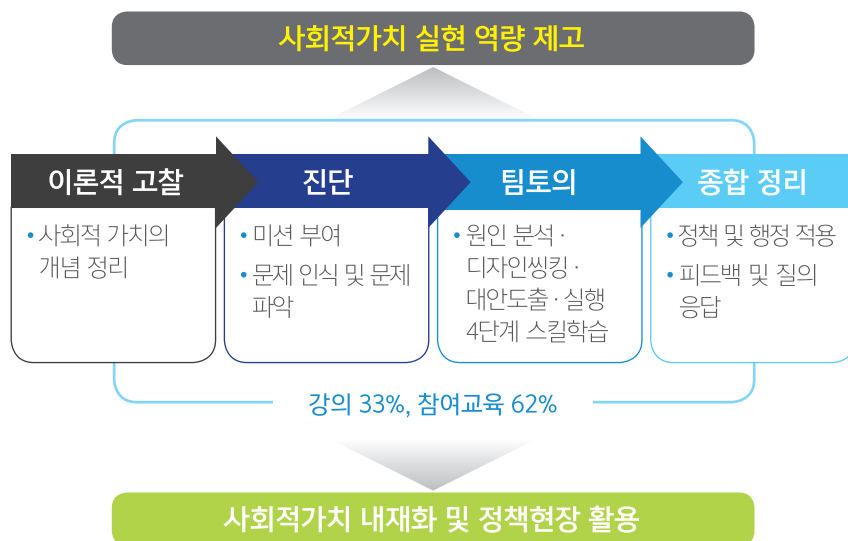 사회적가치 실현 역량 제고
이론적 고찰
• 사회적 가치의
개념 정리
진단
• 미션 부여
• 문제 인식 및 문제
파악
팀토의
• 원인 분석 ·
디자인씽킹 ·
대안도출 · 실행
4단계 스킬학습
종합 정리
• 정책 및 행정 적용
• 피드백 및 질의
응답
강의 33%, 참여교육 62%
사회적가치 내재화 및 정책현장 활용